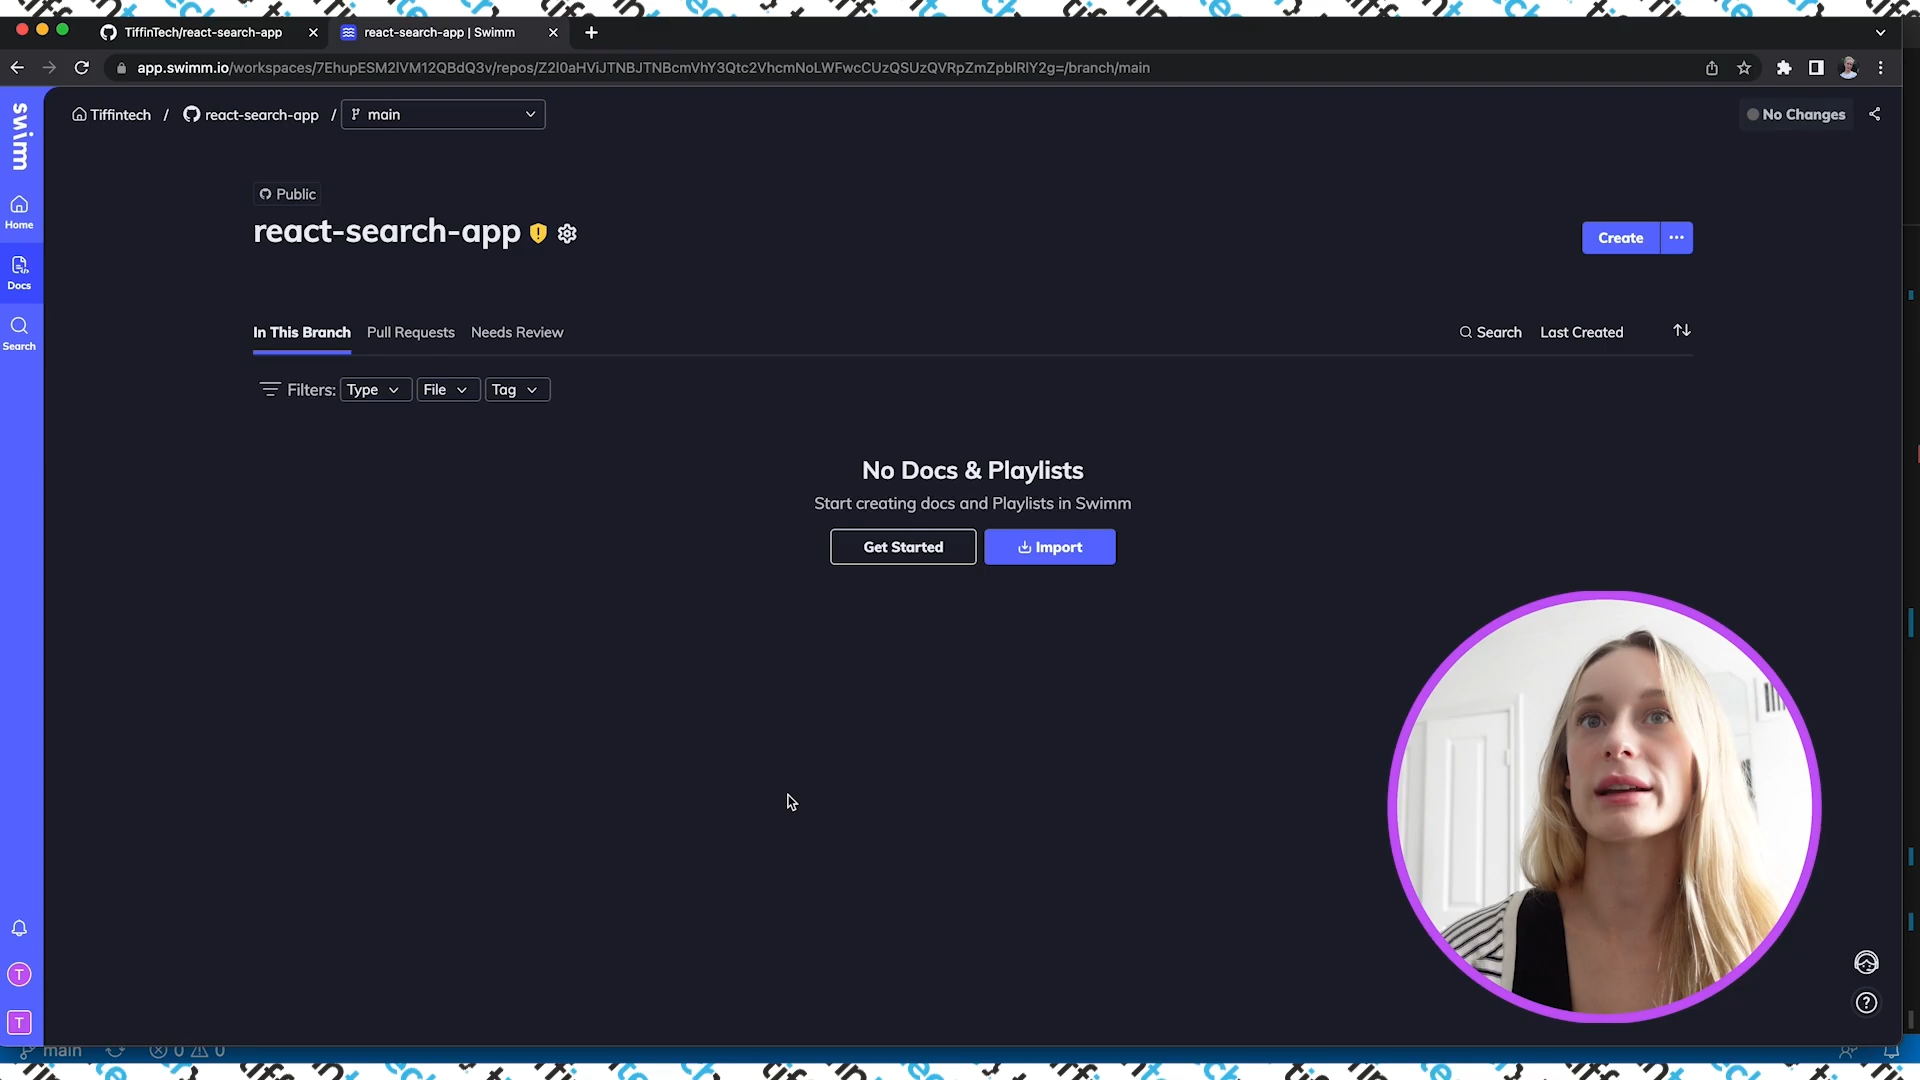 TiffinTech/react-search-app
react-search-app | Swimm
app.swimm.io/workspaces/7EhupESM2lVM12QBdQ3v/repos/Z2l0aHViJTNBJTNBcmVhY3Qtc2VhcmNoLWFwcCUzQSUzQVRpZmZpblRlY2g=/branch/main
swimm
Tiffintech / react-search-app / main
No Changes
Public
Home
react-search-app
Create
Docs
In This Branch Pull Requests Needs Review
Search Last Created
Search
Filters: Type File Tag
No Docs & Playlists
Start creating docs and Playlists in Swimm
Get Started
Import
T
T
main 0 0